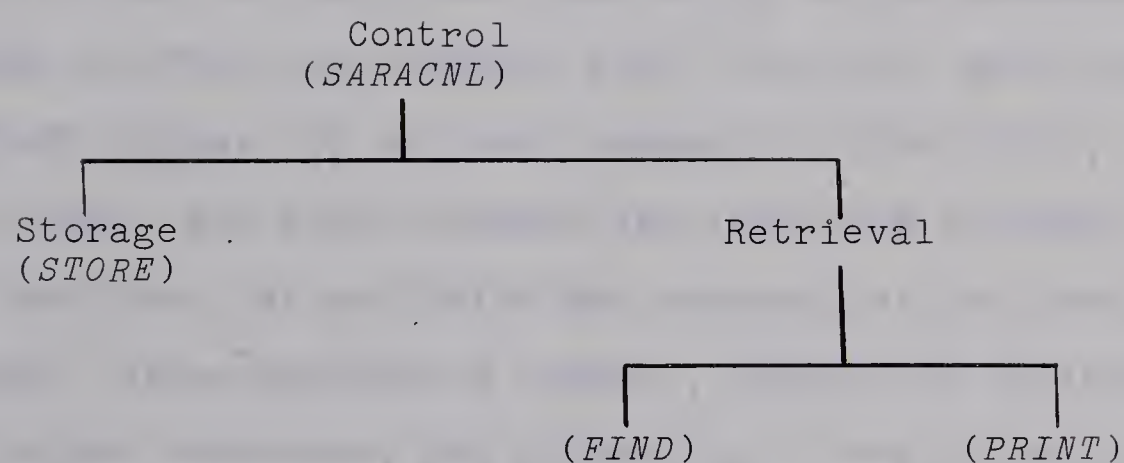 Control
(SARACNL)
Storage
(STORE)
Retrieval
(FIND)
(PRINT)